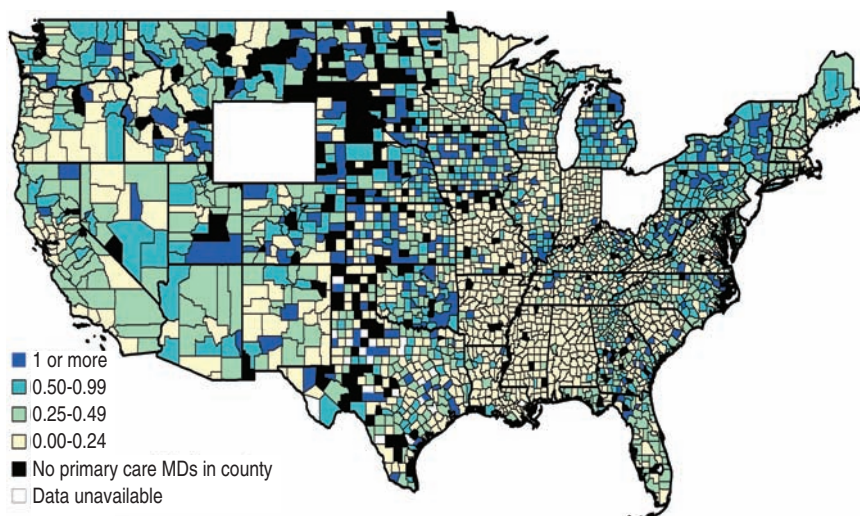 1 or more
0.50-0.99
0.25-0.49
0.00-0.24
No primary care MDs in county
Data unavailable